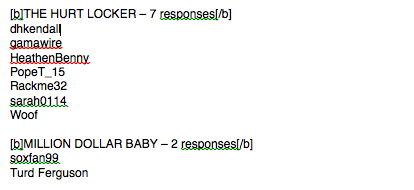 [b]THE HURT LOCKER – 7 responses[/b]
dhkendall
gamawire
HeathenBenny
PopeT_15
Rackme32
sarah0114
Woof
[b]MILLION DOLLAR BABY – 2 responses[/b]
soxfan99
Turd Ferguson